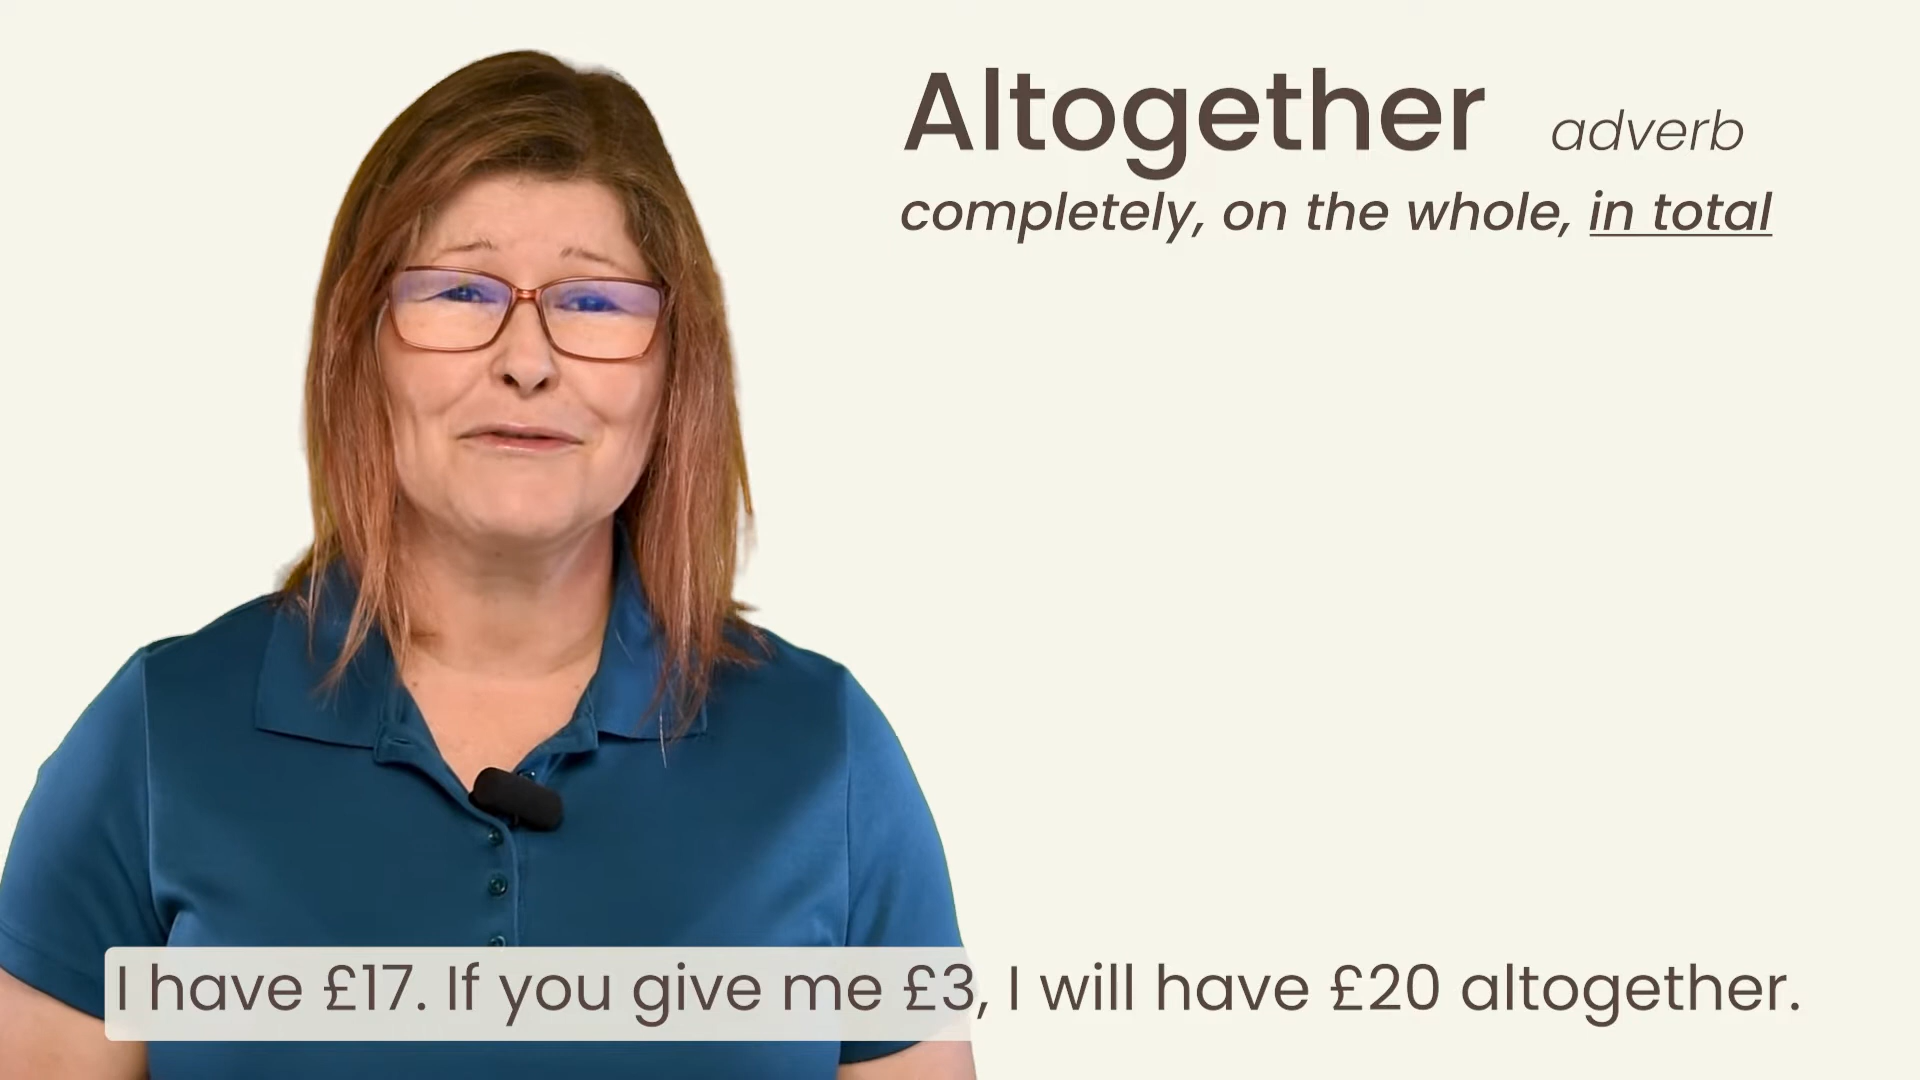 Altogether adverb
completely, on the whole, in total
I have £17. If you give me £3, I will have £20 altogether.